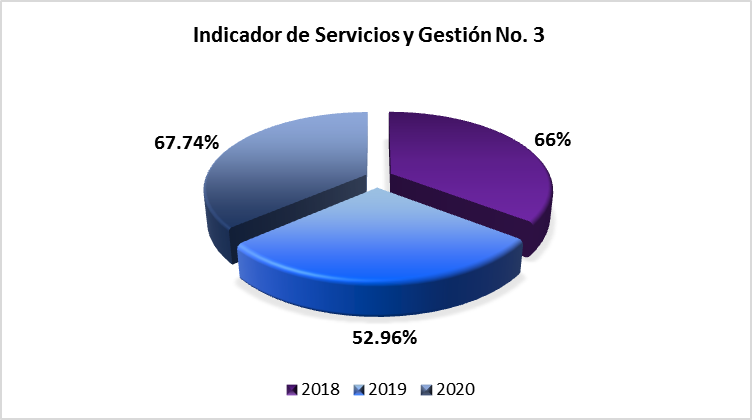 Indicador de Servicios y Gestión No. 3
67.74%
66%
52.96%
2018 2019 2020